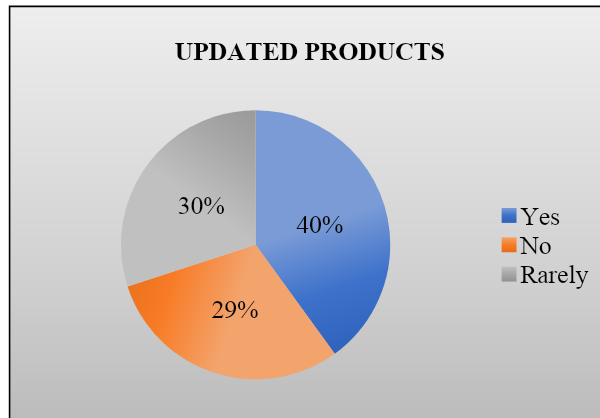 UPDATED PRODUCTS
30%
40%
29%
Yes
No
Rarely